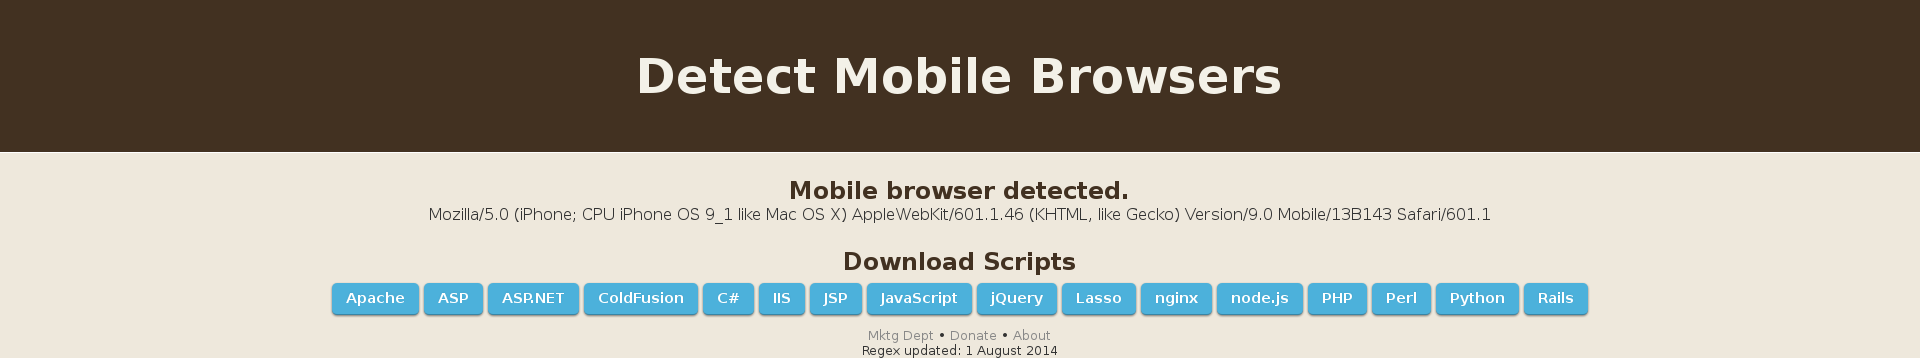 Detect Mobile Browsers
Mobile browser detected.
Mozilla/5.0 (iPhone; CPU iPhone OS 9_1 like Mac OS X) AppleWebKit/601.1.46 (KHTML, like Gecko) Version/9.0 Mobile/13B143 Safari/601.1
Download Scripts
Apache ASP ASP.NET ColdFusion C# IIS JSP JavaScript jQuery Lasso nginx node.js PHP Perl Python Rails
Mktg Dept • Donate • About
Regex updated: 1 August 2014